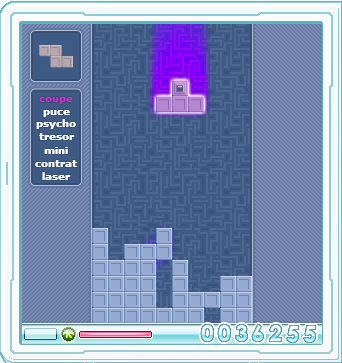 coupe
puce
psycho
tresor
mini
contrat
laser
0036255